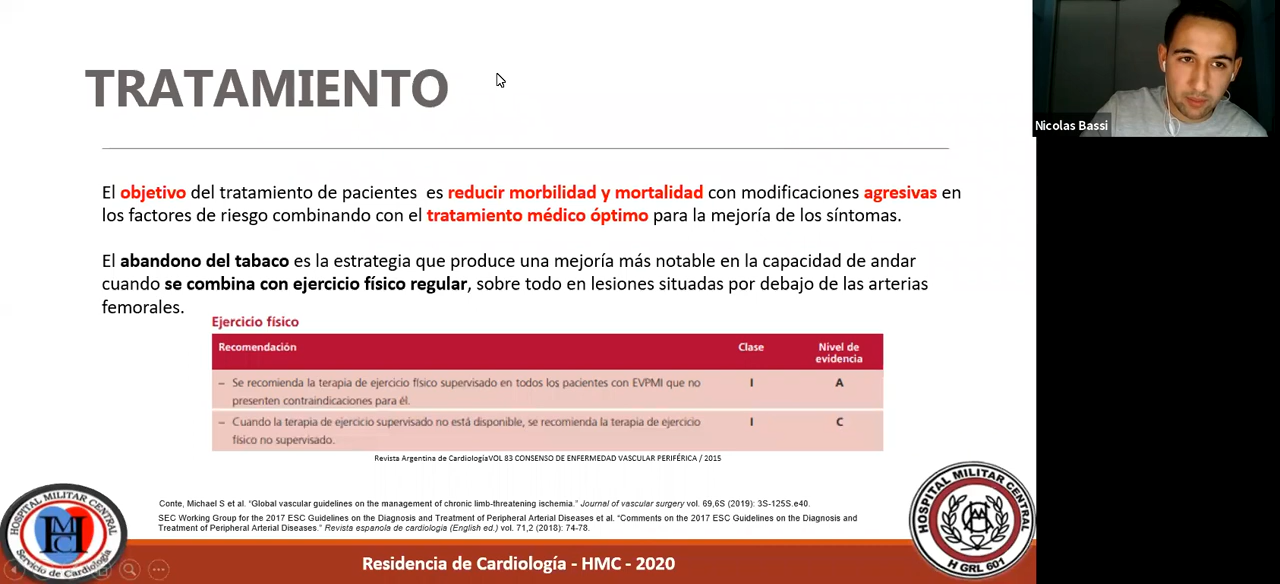 TRATAMIENTO
Nicolas Bassi
El objetivo del tratamiento de pacientes es reducir morbilidad y mortalidad con modificaciones agresivas en
los factores de riesgo combinando con el tratamiento médico óptimo para la mejoría de los síntomas.
El abandono del tabaco es la estrategia que produce una mejoría más notable en la capacidad de andar
cuando se combina con ejercicio físico regular, sobre todo en lesiones situadas por debajo de las arterias
femorales.
Ejercicio físico
Recomendación Clase Nivel de
evidencia
– Se recomienda la terapia de ejercicio físico supervisado en todos los pacientes con EVPMI que no I A
presenten contraindicaciones para él.
– Cuando la terapia de ejercicio supervisado no está disponible, se recomienda la terapia de ejercicio I C
físico no supervisado.
Revista Argentina de CardiologíaVOL 83 CONSENSO DE ENFERMEDAD VASCULAR PERIFÉRICA / 2015
Conte, Michael S et al. “Global vascular guidelines on the management of chronic limb-threatening ischemia.” Journal of vascular surgery vol. 69,6S (2019): 3S-125S.e40.
SEC Working Group for the 2017 ESC Guidelines on the Diagnosis and Treatment of Peripheral Arterial Diseases et al. “Comments on the 2017 ESC Guidelines on the Diagnosis and
Treatment of Peripheral Arterial Diseases.” Revista espanola de cardiologia (English ed.) vol. 71,2 (2018): 74-78.
HOSPITAL MILITAR CENTRAL
HMC
Servicio de Cardiología
HOSPITAL MILITAR CENTRAL
H GRL 601
Residencia de Cardiología - HMC - 2020